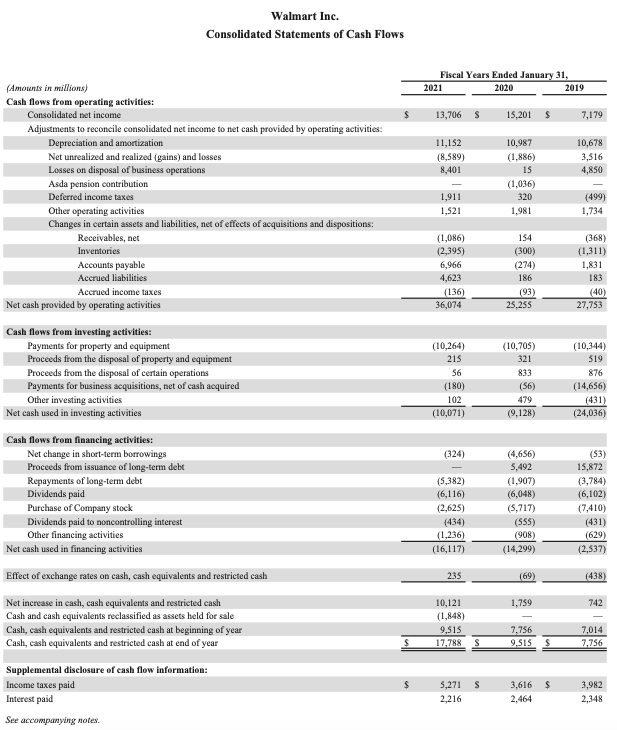 Walmart Inc.
Consolidated Statements of Cash Flows
Fiscal Years Ended January 31,
(Amounts in millions) 2021 2020 2019
Cash flows from operating activities:
Consolidated net income $ 13,706 $ 15,201 $ 7,179
Adjustments to reconcile consolidated net income to net cash provided by operating activities:
Depreciation and amortization 11,152 10,987 10,678
Net unrealized and realized (gains) and losses (8,589) (1,886) 3,516
Losses on disposal of business operations 8,401 15 4,850
Asda pension contribution — (1,036) —
Deferred income taxes 1,911 320 (499)
Other operating activities 1,521 1,981 1,734
Changes in certain assets and liabilities, net of effects of acquisitions and dispositions:
Receivables, net (1,086) 154 (368)
Inventories (2,395) (300) (1,311)
Accounts payable 6,966 (274) 1,831
Accrued liabilities 4,623 186 183
Accrued income taxes (136) (93) (40)
Net cash provided by operating activities 36,074 25,255 27,753
Cash flows from investing activities:
Payments for property and equipment (10,264) (10,705) (10,344)
Proceeds from the disposal of property and equipment 215 321 519
Proceeds from the disposal of certain operations 56 833 876
Payments for business acquisitions, net of cash acquired (180) (56) (14,656)
Other investing activities 102 479 (431)
Net cash used in investing activities (10,071) (9,128) (24,036)
Cash flows from financing activities:
Net change in short-term borrowings (324) (4,656) (53)
Proceeds from issuance of long-term debt — 5,492 15,872
Repayments of long-term debt (5,382) (1,907) (3,784)
Dividends paid (6,116) (6,048) (6,102)
Purchase of Company stock (2,625) (5,717) (7,410)
Dividends paid to noncontrolling interest (434) (555) (431)
Other financing activities (1,236) (908) (629)
Net cash used in financing activities (16,117) (14,299) (2,537)
Effect of exchange rates on cash, cash equivalents and restricted cash 235 (69) (438)
Net increase in cash, cash equivalents and restricted cash 10,121 1,759 742
Cash and cash equivalents reclassified as assets held for sale (1,848) — —
Cash, cash equivalents and restricted cash at beginning of year 9,515 7,756 7,014
Cash, cash equivalents and restricted cash at end of year $ 17,788 $ 9,515 $ 7,756
Supplemental disclosure of cash flow information:
Income taxes paid $ 5,271 $ 3,616 $ 3,982
Interest paid 2,216 2,464 2,348
See accompanying notes.